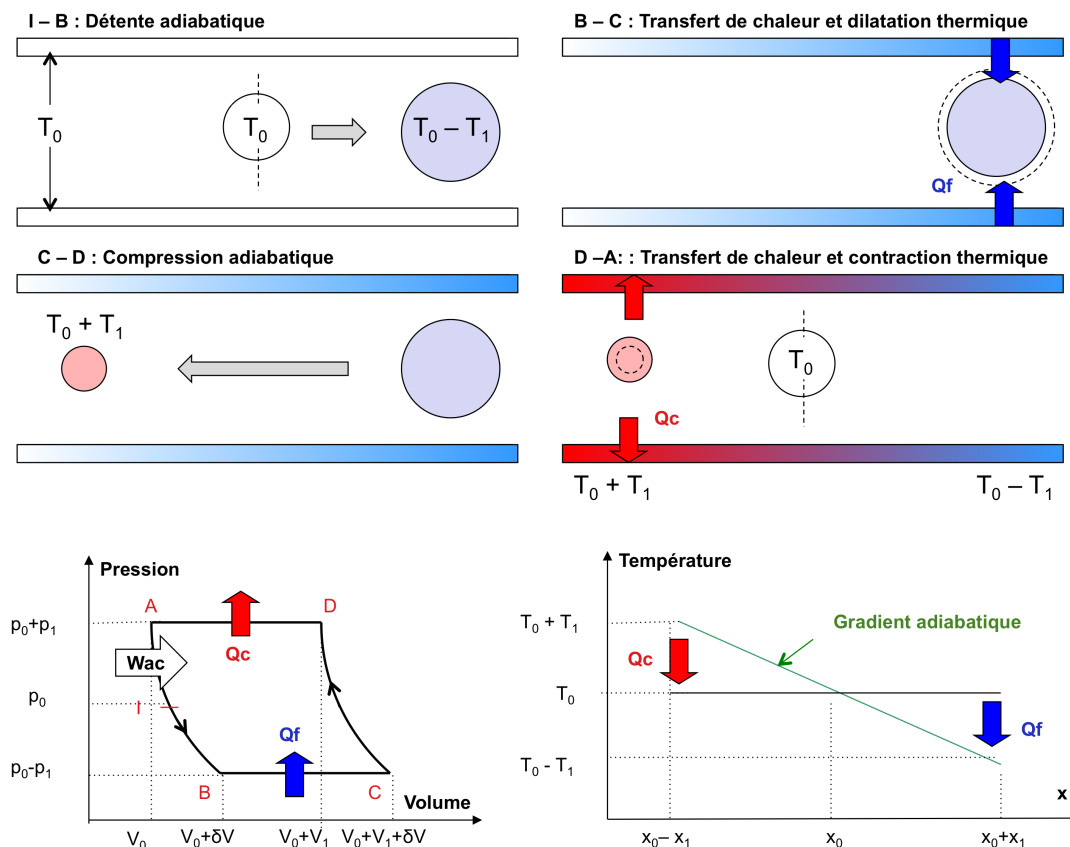 I – B : Détente adiabatique
T0
T0
T0 – T1
B – C : Transfert de chaleur et dilatation thermique
Qf
C – D : Compression adiabatique
T0 + T1
D –A: : Transfert de chaleur et contraction thermique
T0
Qc
T0 + T1
T0 – T1
Pression
A
D
p0+p1
Qc
Wac
p0
I
Qf
p0-p1
B
C
Volume
V0
V0+δV
V0+V1
V0+V1+δV
Température
T0 + T1
Gradient adiabatique
Qc
T0
Qf
T0 - T1
x
x0– x1
x0
x0+x1